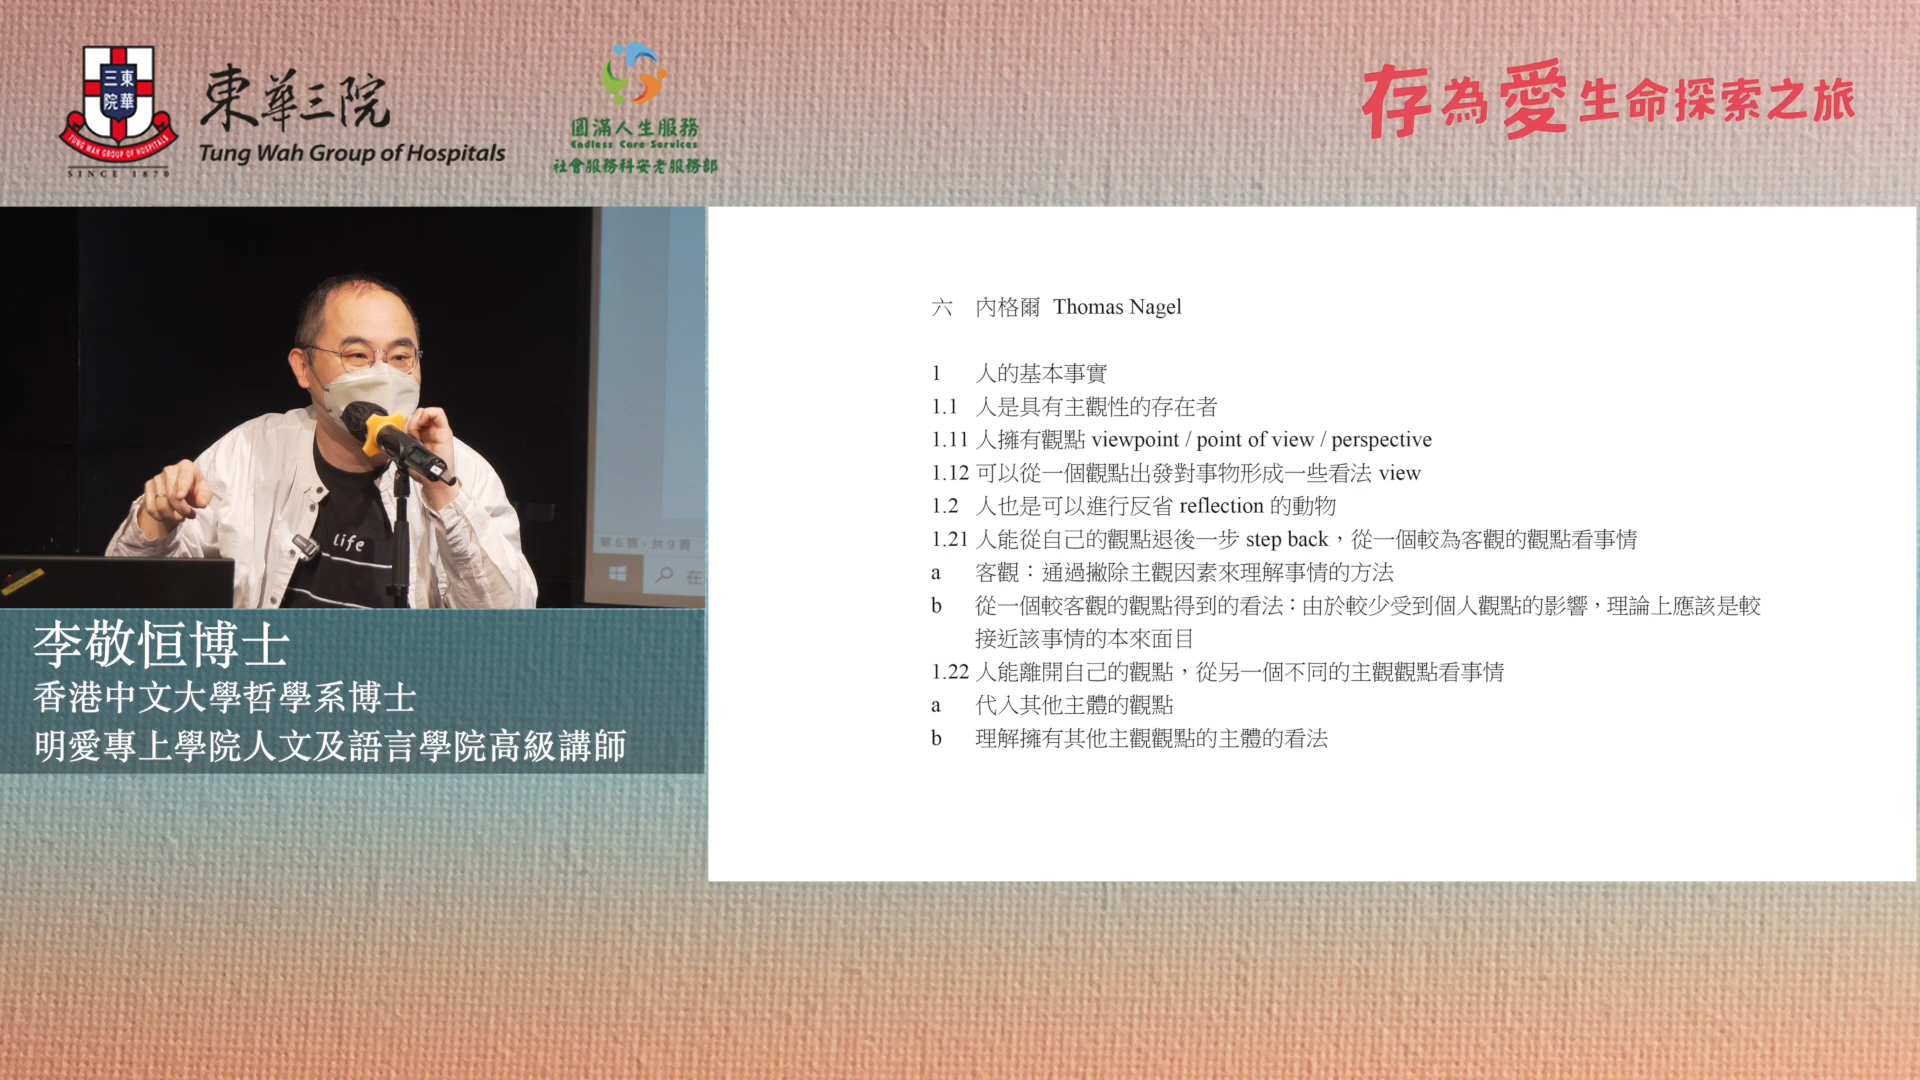 東華三院
三東
院華
TUNG WAH GROUP OF HOSPITALS
SINCE 1870
Tung Wah Group of Hospitals
圓滿人生服務
Endless Care Services
社會服務科安老服務部
存為愛生命探索之旅
life
第6頁，共9頁
在
李敬恒博士
香港中文大學哲學系博士
明愛專上學院人文及語言學院高級講師
六 內格爾 Thomas Nagel
1 人的基本事實
1.1 人是具有主觀性的存在者
1.11 人擁有觀點 viewpoint / point of view / perspective
1.12 可以從一個觀點出發對事物形成一些看法 view
1.2 人也是可以進行反省 reflection 的動物
1.21 人能從自己的觀點退後一步 step back，從一個較為客觀的觀點看事情
a 客觀：通過撇除主觀因素來理解事情的方法
b 從一個較客觀的觀點得到的看法：由於較少受到個人觀點的影響，理論上應該是較
接近該事情的本來面目
1.22 人能離開自己的觀點，從另一個不同的主觀觀點看事情
a 代入其他主體的觀點
b 理解擁有其他主觀觀點的主體的看法